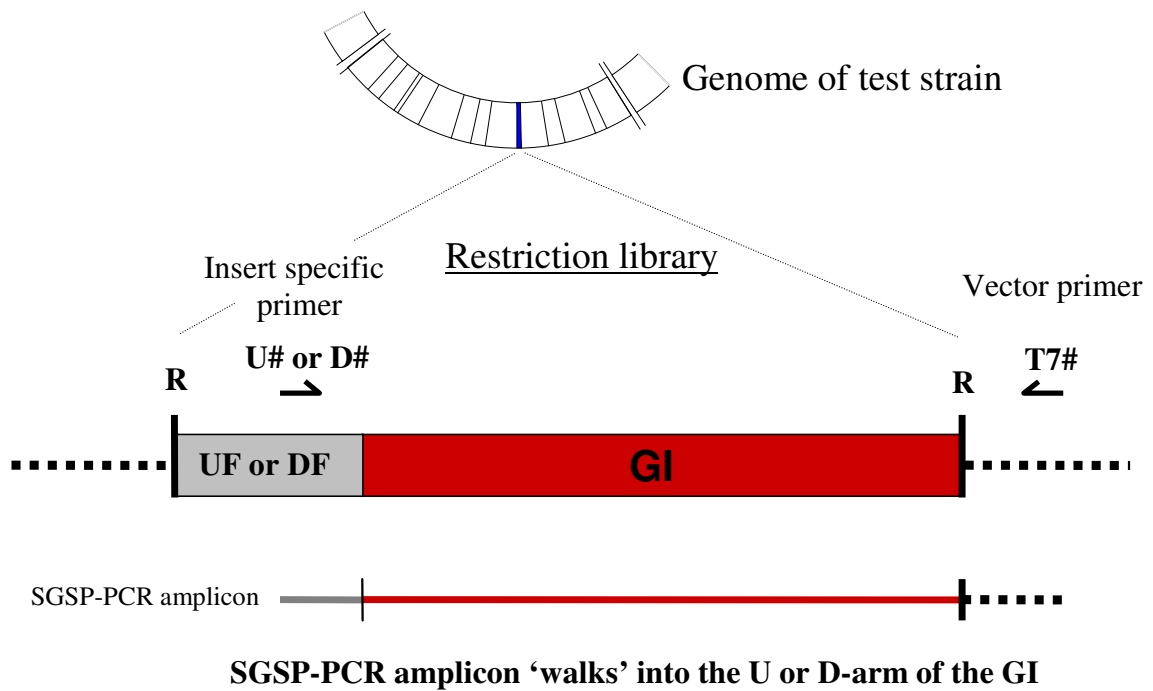 Genome of test strain
Restriction library
Insert specific
primer
Vector primer
U# or D#
T7#
R
R
UF or DF
GI
SGSP-PCR amplicon
SGSP-PCR amplicon ‘walks’ into the U or D-arm of the GI